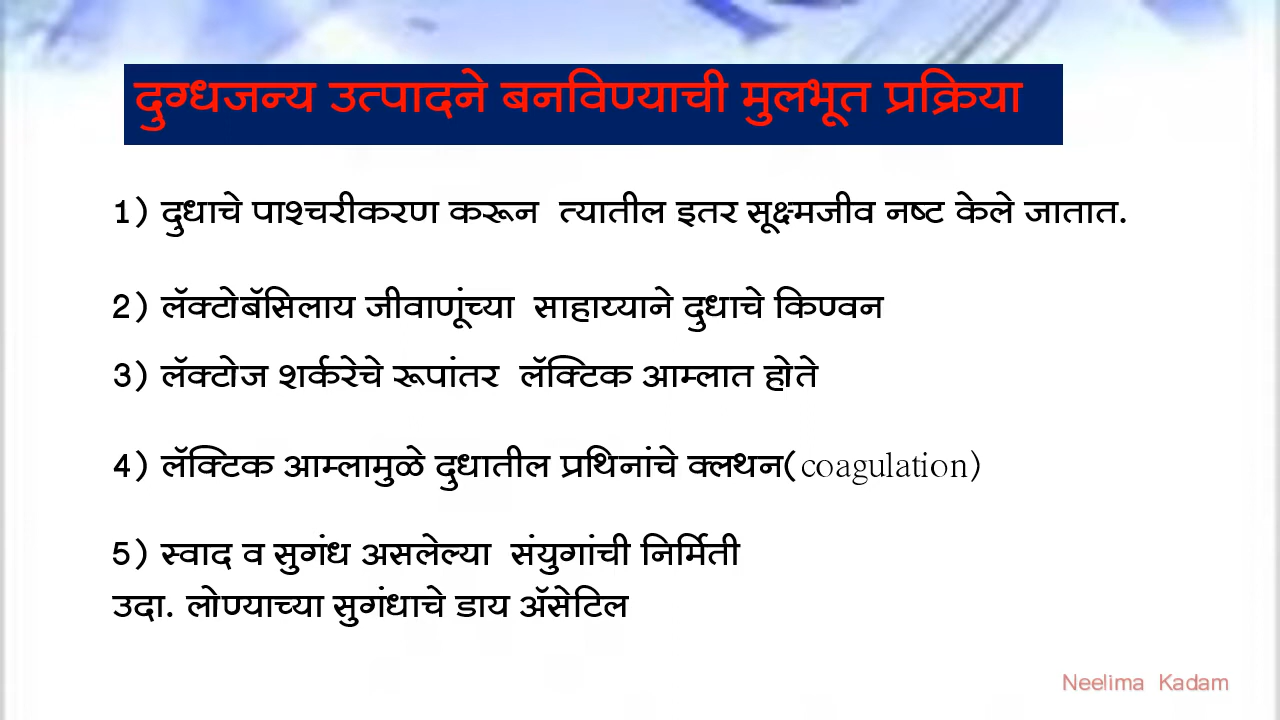 दुग्धजन्य उत्पादने बनविण्याची मुलभूत प्रक्रिया
1) दुधाचे पाश्चरीकरण करून त्यातील इतर सूक्ष्मजीव नष्ट केले जातात.
2) लॅक्टोबॅसिलाय जीवाणूंच्या साहाय्याने दुधाचे किण्वन
3) लॅक्टोज शर्करेचे रूपांतर लॅक्टिक आम्लात होते
4) लॅक्टिक आम्लामुळे दुधातील प्रथिनांचे क्लथन(coagulation)
5) स्वाद व सुगंध असलेल्या संयुगांची निर्मिती
उदा. लोण्याच्या सुगंधाचे डाय ॲसेटिल
Neelima Kadam